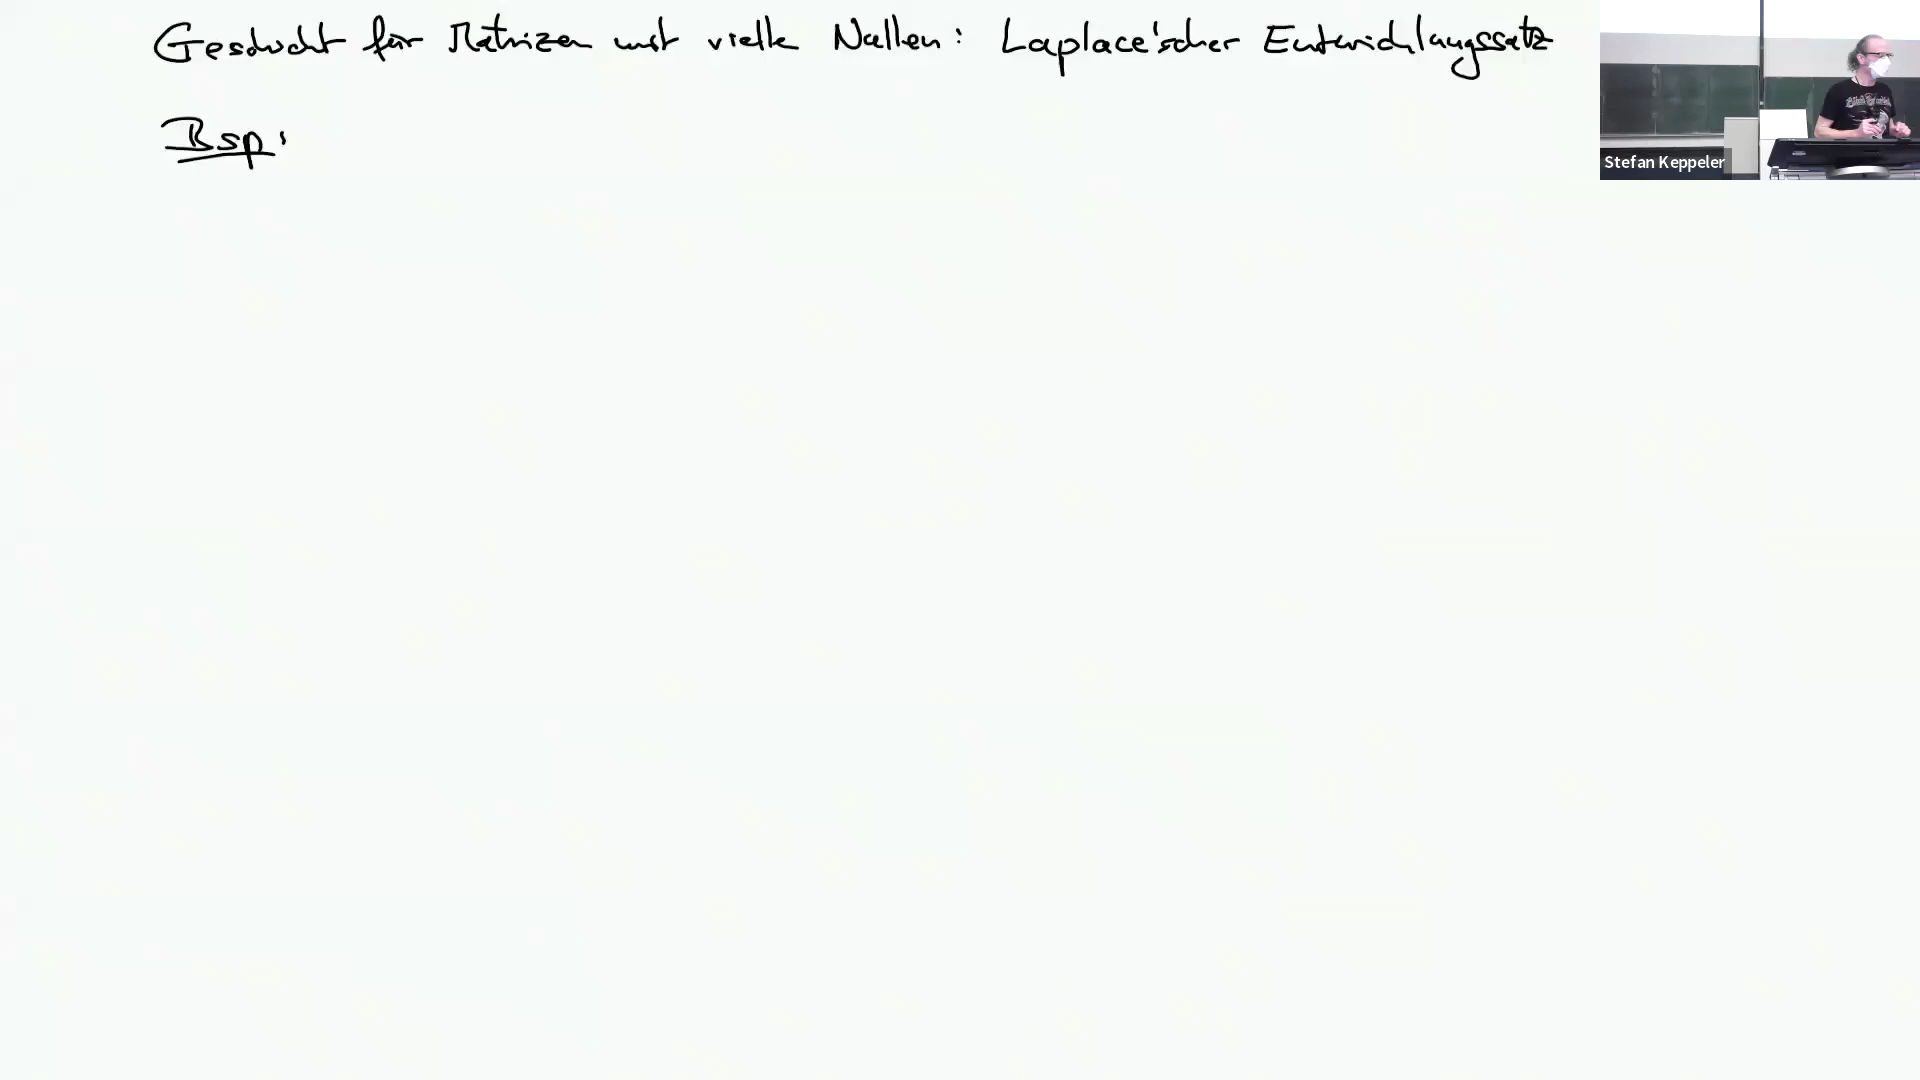 Geschickt für Matrizen mit vielen Nullen: Laplace'scher Entwicklungssatz
Bsp:
Stefan Keppeler